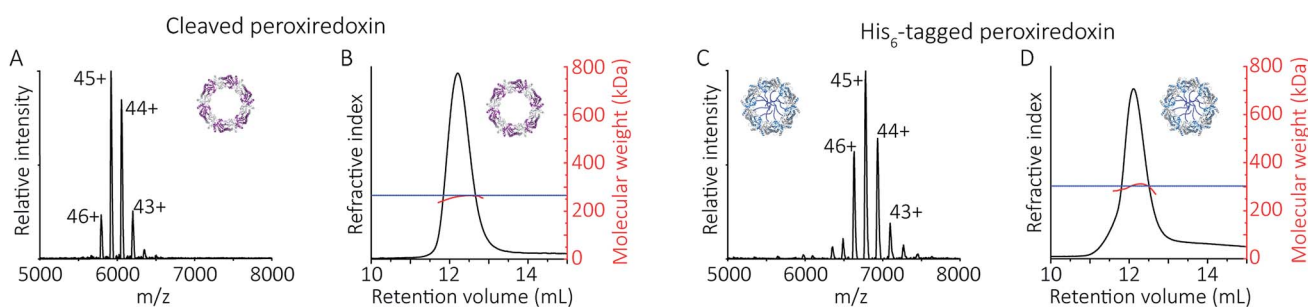 Cleaved peroxiredoxin
His6-tagged peroxiredoxin
A
45+
44+
46+
43+
Relative intensity
5000 6000 7000 8000
m/z
B
Refractive index
10 12 14
Retention volume (mL)
800
600
400
200
0
Molecular weight (kDa)
C
45+
46+
44+
43+
Relative intensity
5000 6000 7000 8000
m/z
D
Refractive index
10 12 14
Retention volume (mL)
800
600
400
200
0
Molecular weight (kDa)